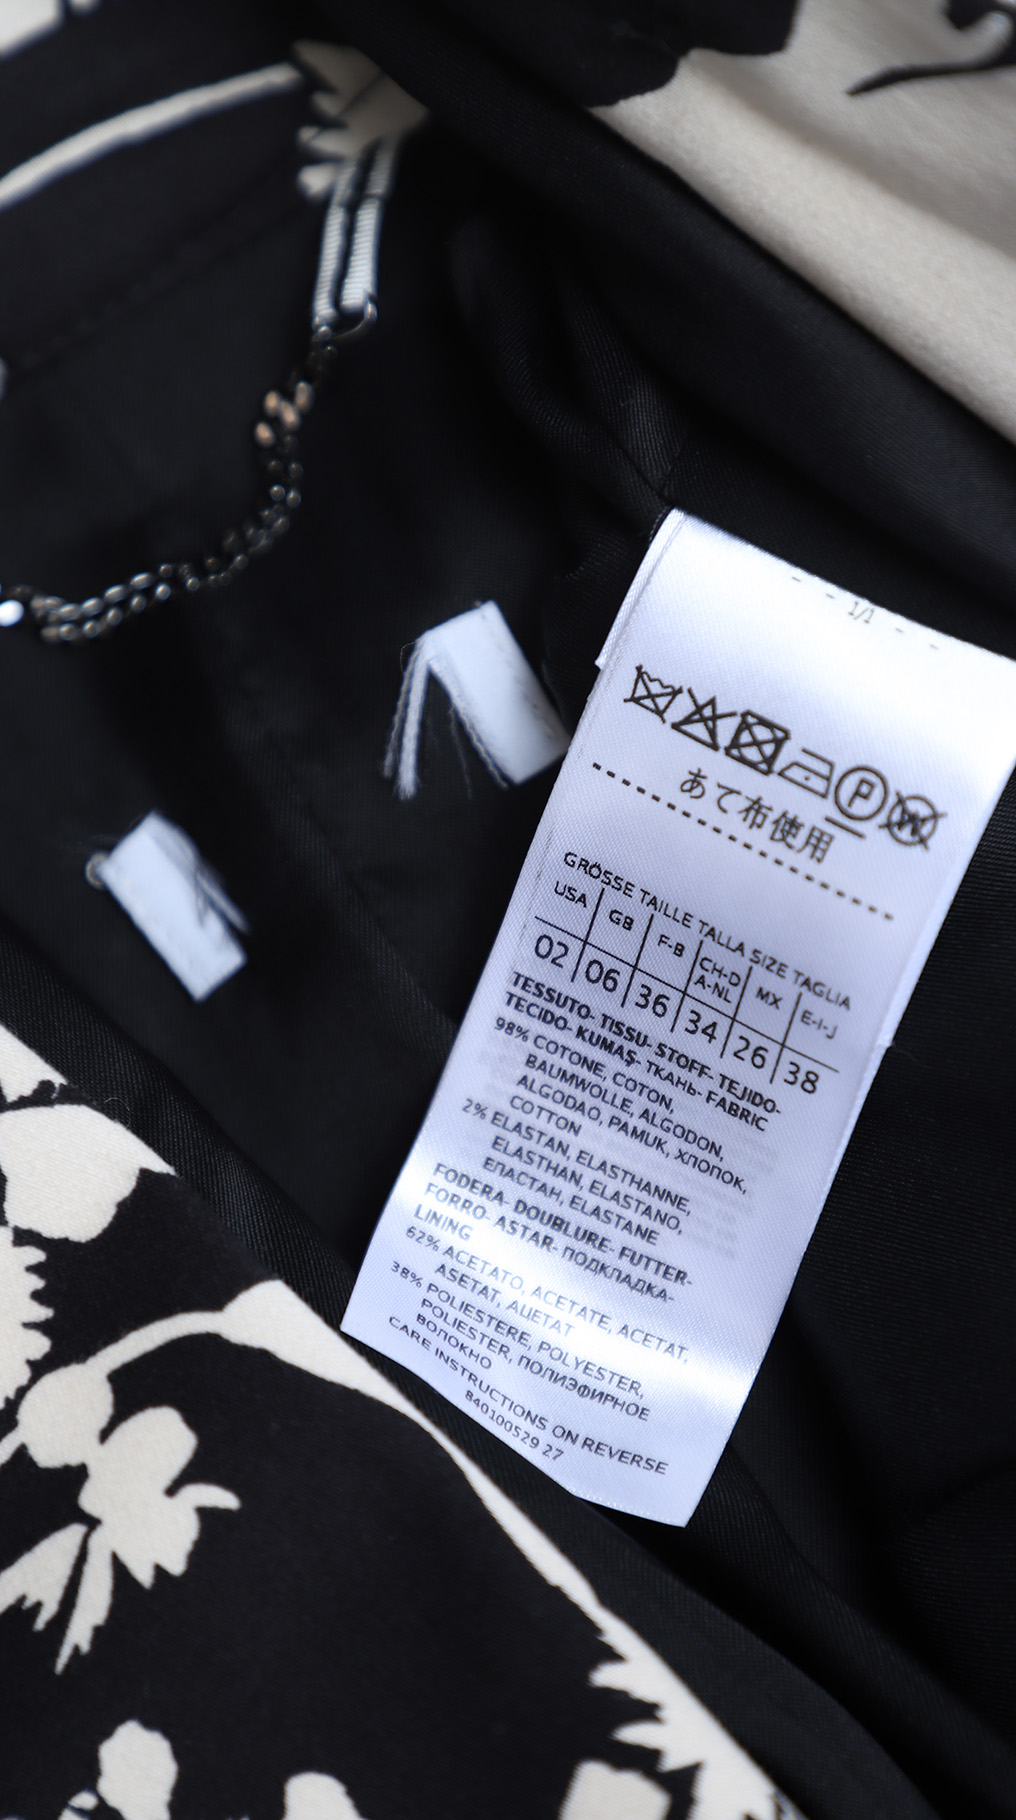 - - 1/1 - -
P W
あて布使用
GRÖSSE TAILLE TALLA SIZE TAGLIA
USA GB F-B CH-D A-NL MX E-I-J
02 06 36 34 26 38
TESSUTO- TISSU- STOFF- TEJIDO-
TECIDO- KUMAŞ- ТКАНЬ- FABRIC
98% COTONE, COTON,
BAUMWOLLE, ALGODON,
ALGODAO, PAMUK, ХЛОПОК,
COTTON
2% ELASTAN, ELASTHANNE,
ELASTHAN, ELASTANO,
ЕПАСТАН, ELASTANE
FODERA- DOUBLURE- FUTTER-
FORRO- ASTAR- ПОДКЛАДКА-
LINING
62% ACETATO, ACETATE, ACETAT,
ASETAT, АЦЕТАТ
38% POLIESTERE, POLYESTER,
POLIESTER, ПОЛИЭФИРНОЕ
ВОЛОКНО
CARE INSTRUCTIONS ON REVERSE
840100529 27